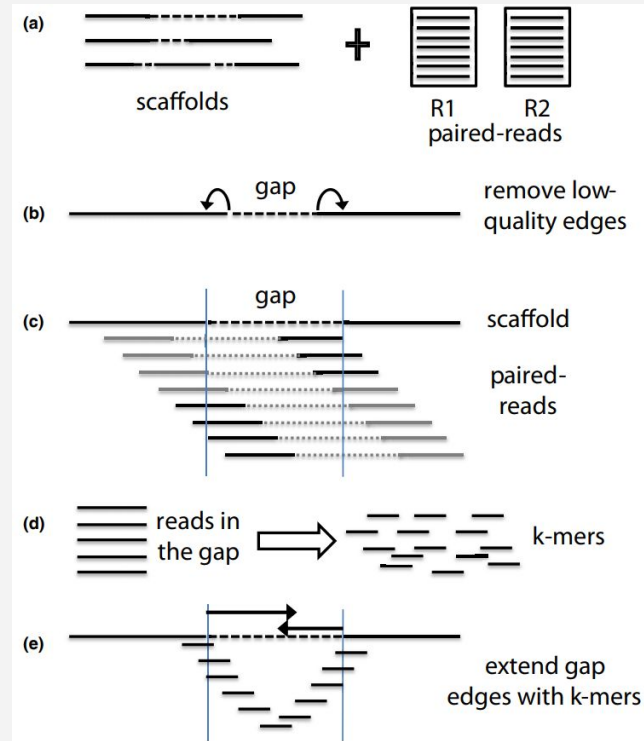 (a)
scaffolds
R1 R2
paired-reads
(b)
gap
remove low-
quality edges
(c)
gap
scaffold
paired-
reads
(d)
reads in
the gap
k-mers
(e)
extend gap
edges with k-mers